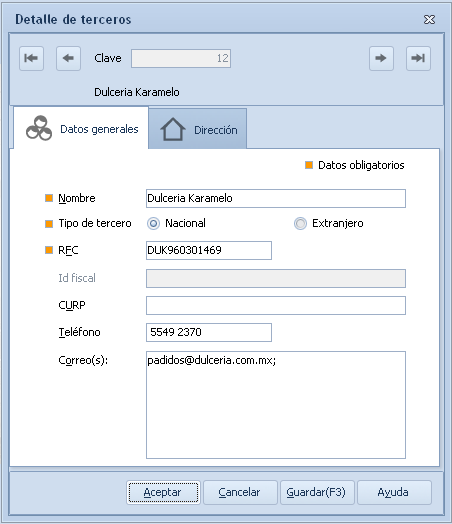 Detalle de terceros
Clave 12
Dulceria Karamelo
Datos generales Dirección
Datos obligatorios
Nombre Dulceria Karamelo
Tipo de tercero Nacional Extranjero
RFC DUK960301469
Id fiscal
CURP
Teléfono 5549 2370
Correo(s): padidos@dulceria.com.mx;
Aceptar Cancelar Guardar(F3) Ayuda